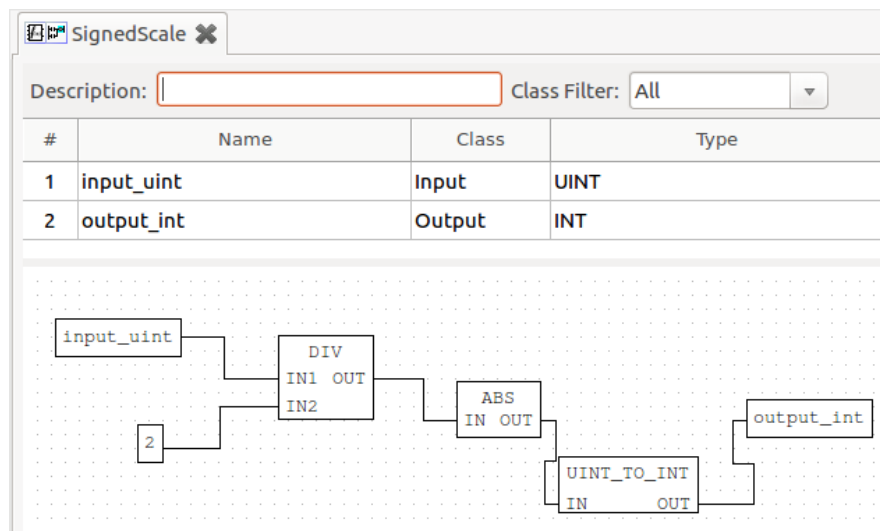 SignedScale
Description: Class Filter: All
# Name Class Type
1 input_uint Input UINT
2 output_int Output INT
input_uint
DIV
IN1 OUT
IN2
2
ABS
IN OUT
UINT_TO_INT
IN OUT
output_int